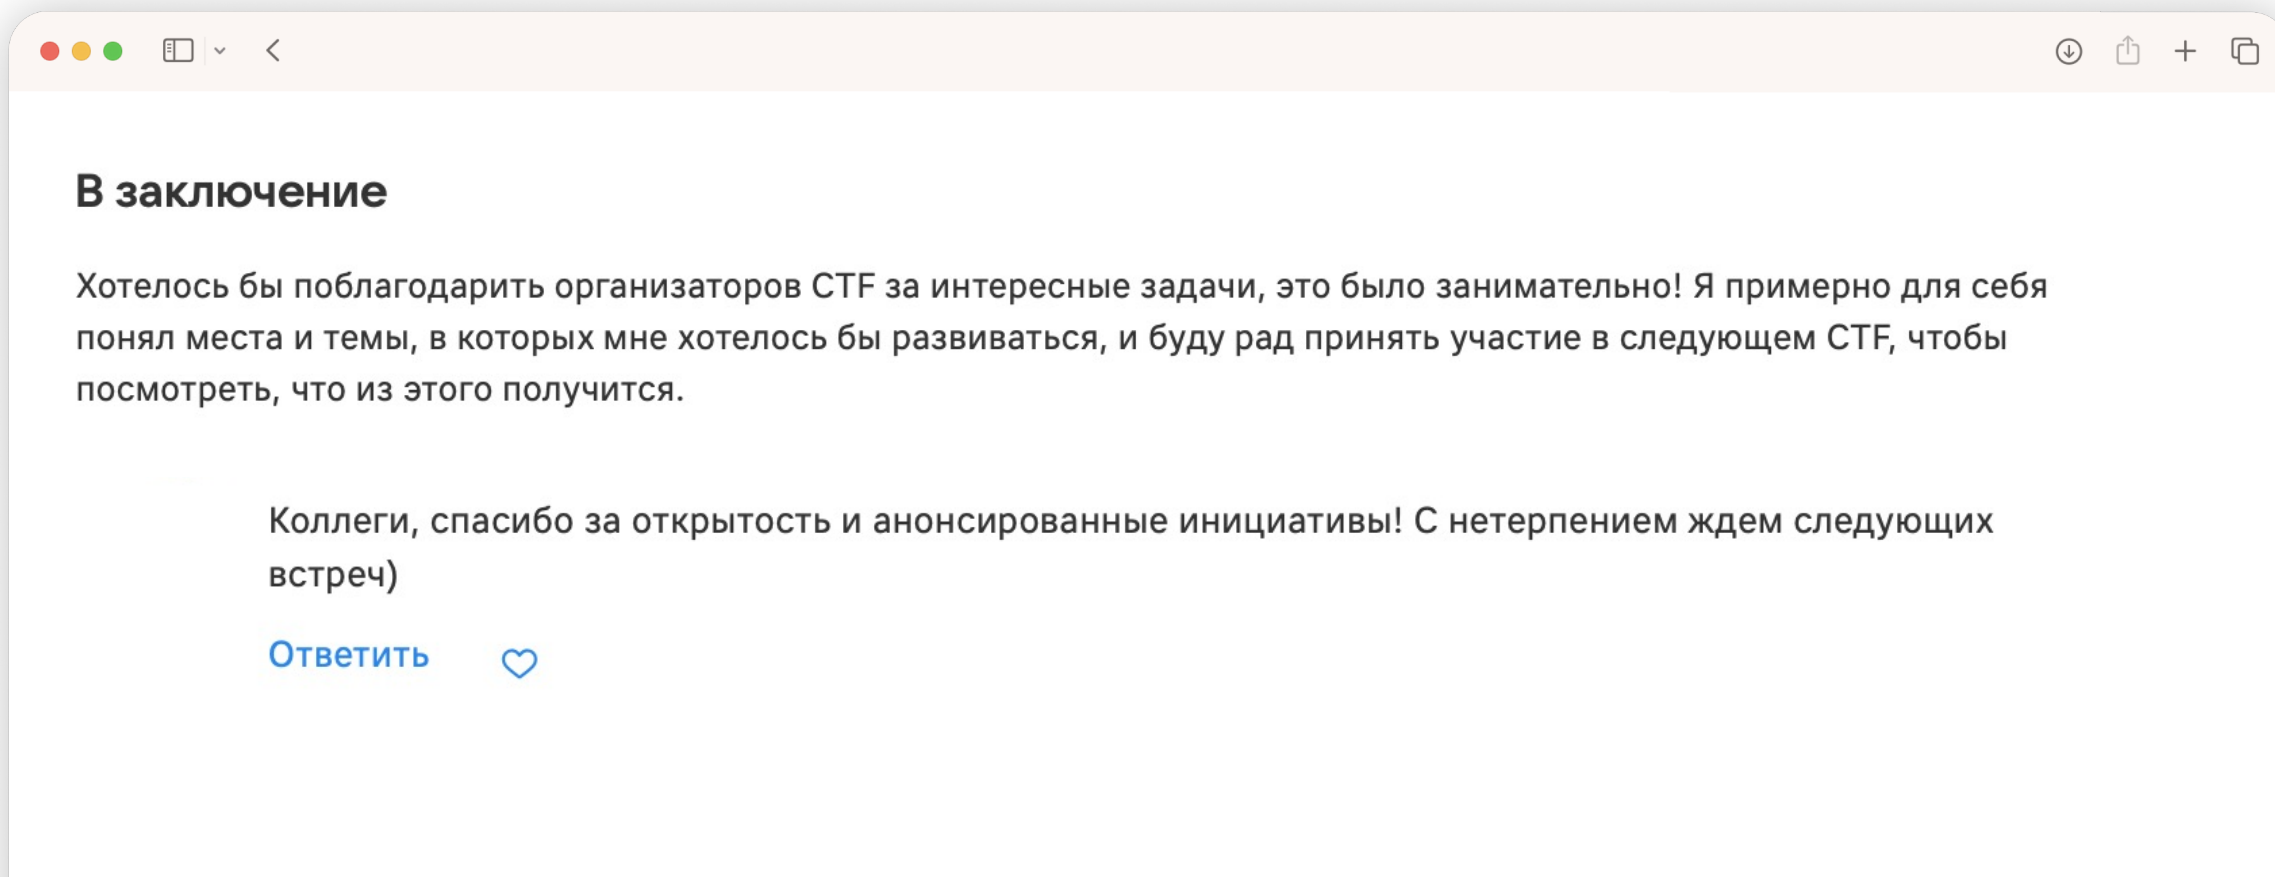 В заключение
Хотелось бы поблагодарить организаторов CTF за интересные задачи, это было занимательно! Я примерно для себя
понял места и темы, в которых мне хотелось бы развиваться, и буду рад принять участие в следующем CTF, чтобы
посмотреть, что из этого получится.
Коллеги, спасибо за открытость и анонсированные инициативы! С нетерпением ждем следующих
встреч)
Ответить